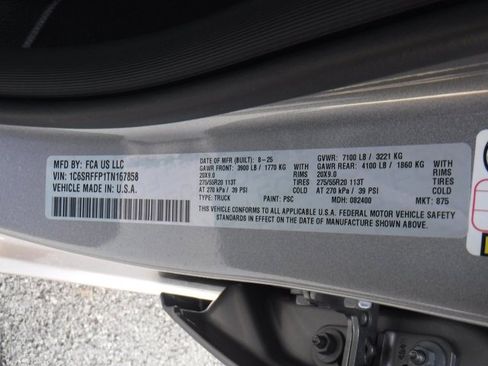 MFD BY: FCA US LLC
VIN: 1C6SRFFP1TN167858
VEHICLE MADE IN: U.S.A.
DATE OF MFR (BUILT): 8-25 GVWR: 7100 LB / 3221 KG
GAWR FRONT: 3900 LB / 1770 KG WITH GAWR REAR: 4100 LB / 1860 KG WITH
20X9.0 RIMS 20X9.0 RIMS
275/55R20 113T TIRES 275/55R20 113T TIRES
AT 270 kPa / 39 PSI COLD AT 270 kPa / 39 PSI COLD
TYPE: TRUCK PAINT: PSC MDH: 082400 MKT: 875
THIS VEHICLE CONFORMS TO ALL APPLICABLE U.S.A. FEDERAL MOTOR VEHICLE SAFETY
STANDARDS IN EFFECT ON THE DATE OF MANUFACTURE SHOWN ABOVE.